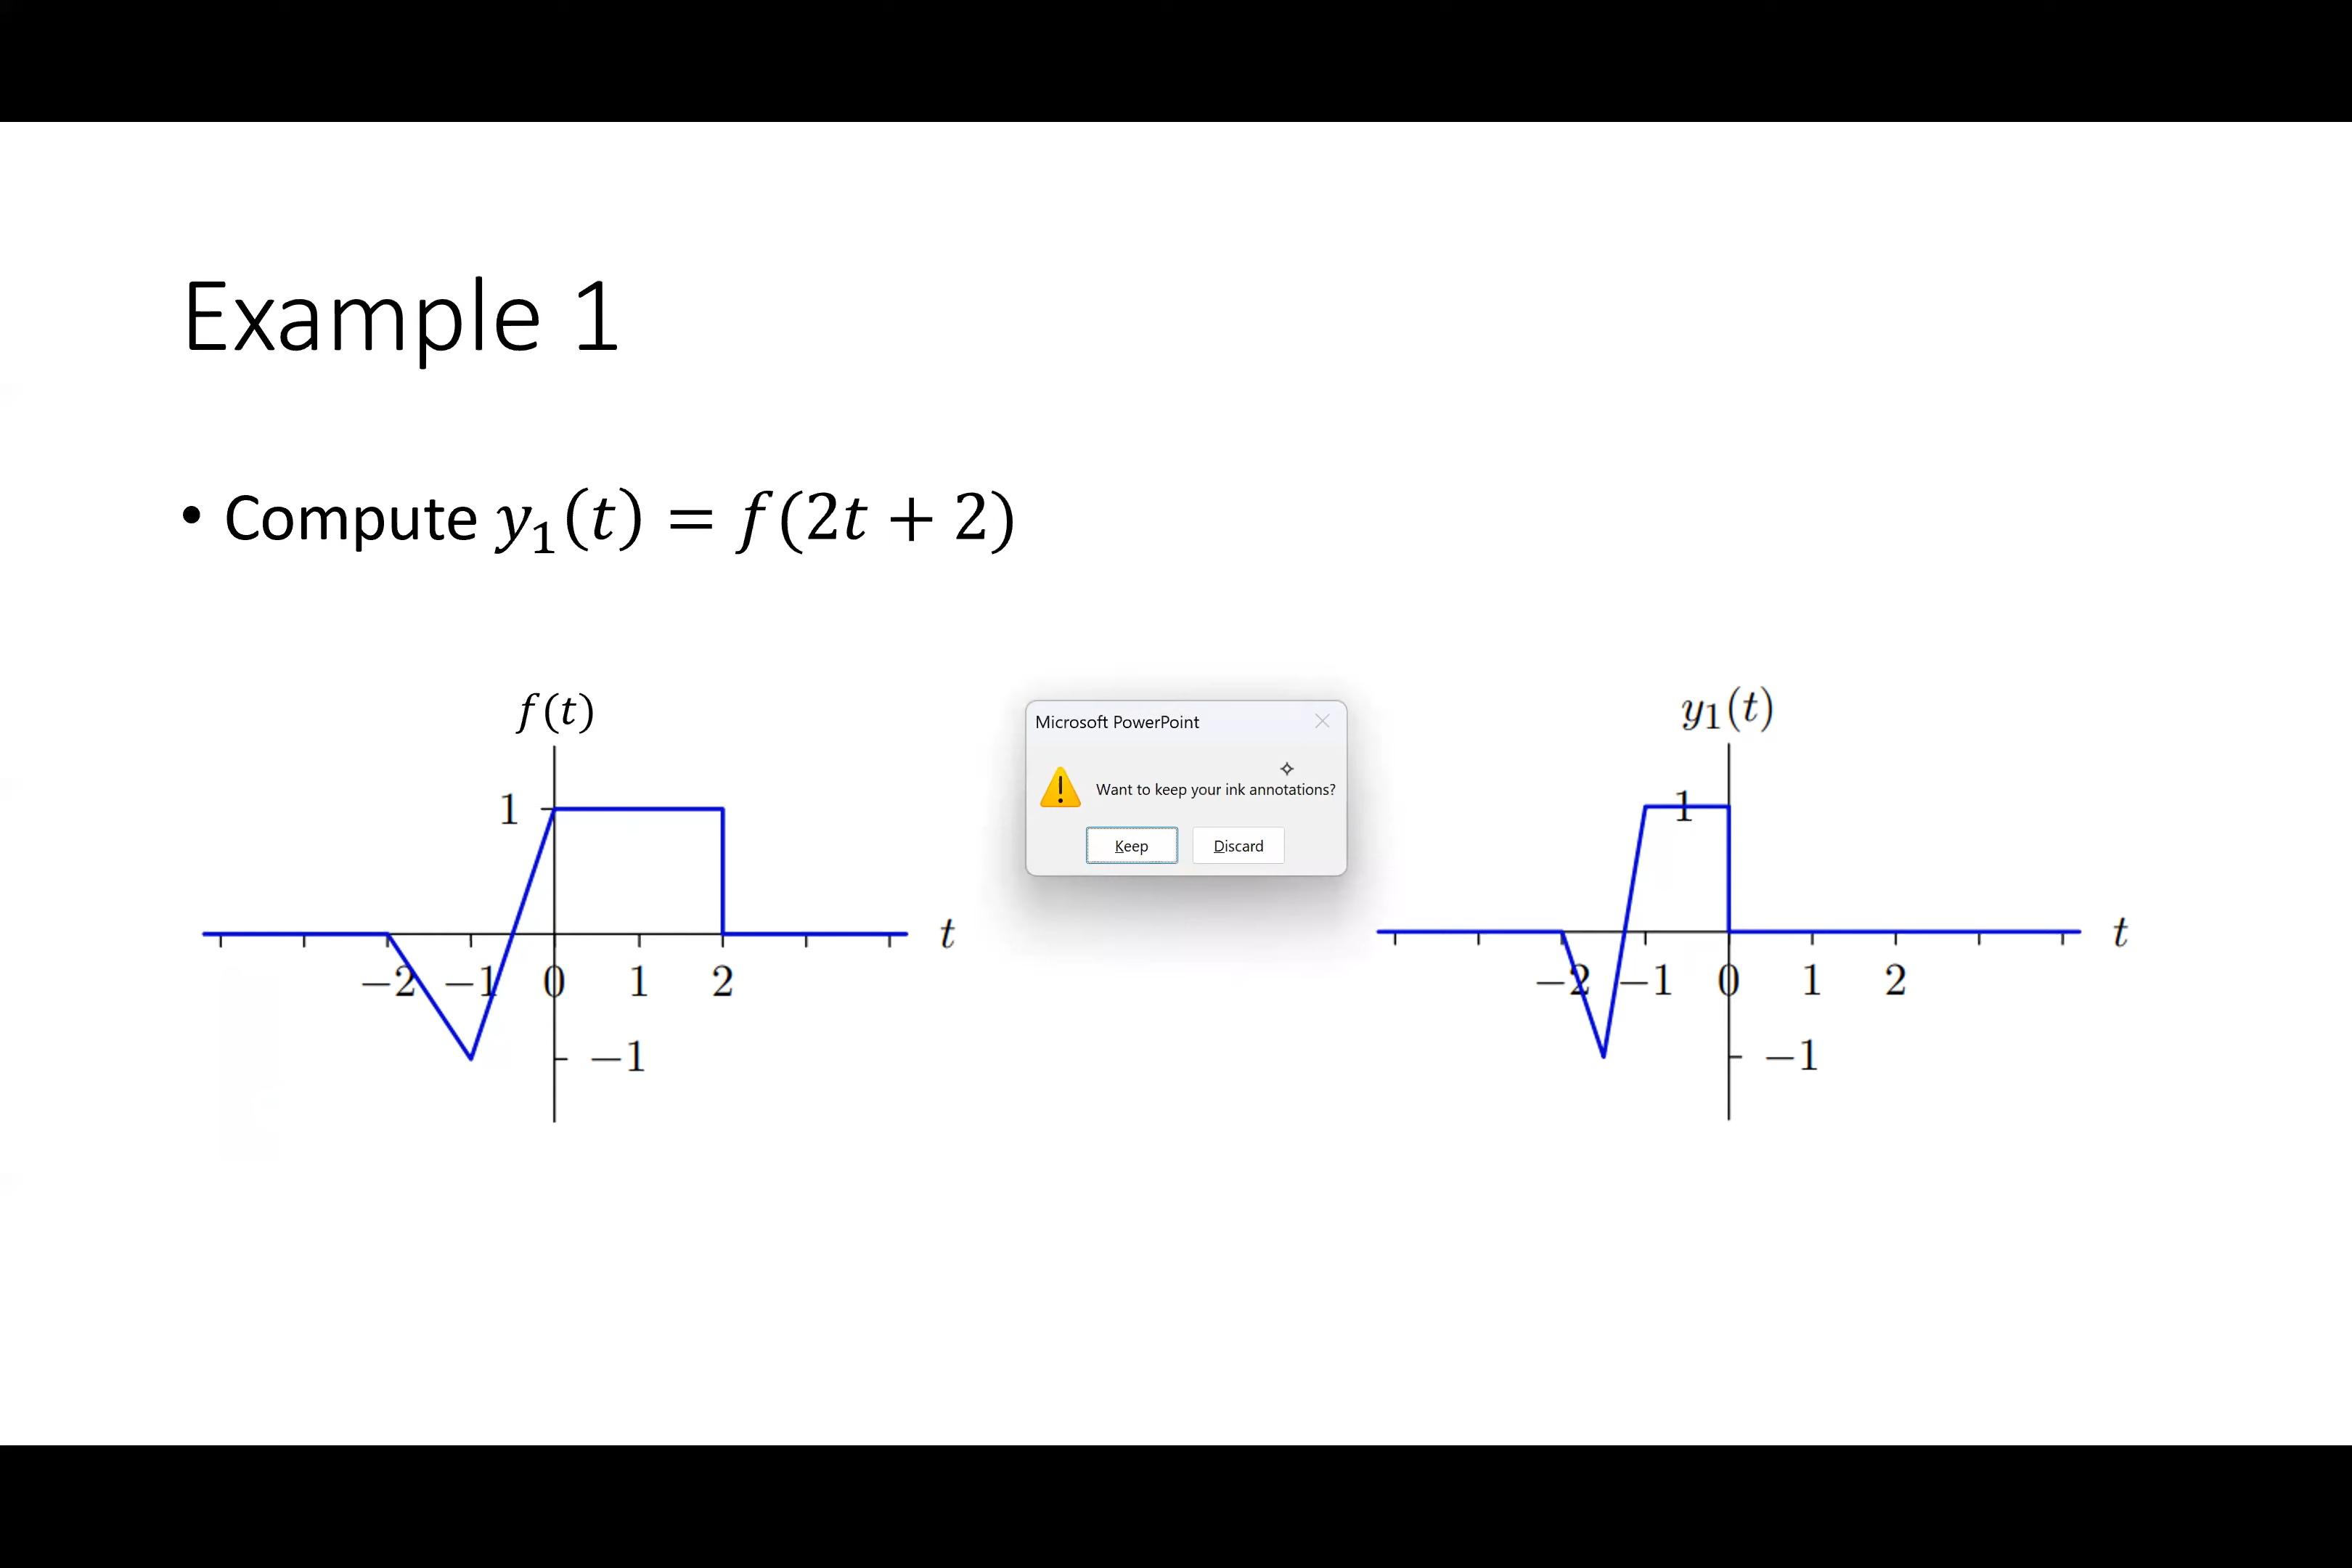 Example 1
• Compute 𝑦₁(𝑡) = 𝑓(2𝑡 + 2)
𝑓(𝑡)
1
−2 −1 0 1 2
𝑡
−1
Microsoft PowerPoint
Want to keep your ink annotations?
Keep Discard
𝑦₁(𝑡)
1
−2 −1 0 1 2
𝑡
−1